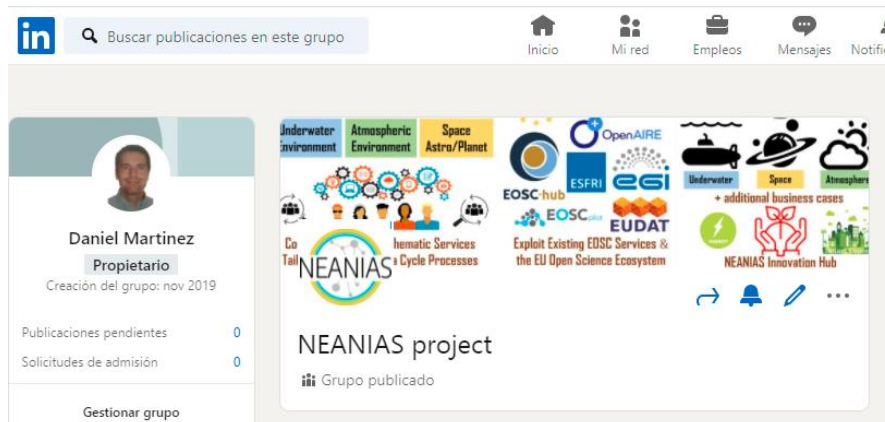 in
Buscar publicaciones en este grupo
Inicio
Mi red
Empleos
Mensajes
Daniel Martinez
Propietario
Creación del grupo: nov 2019
Publicaciones pendientes 0
Solicitudes de admisión 0
Gestionar grupo
Underwater Environment
Atmospheric Environment
Space Astro/Planet
hematic Services
Cycle Processes
NEANIAS
OpenAIRE
EOSC-hub
ESFRI
egi
EOSC
EUDAT
Exploit Existing EOSC Services &
the EU Open Science Ecosystem
Underwater
Space
Atmosphere
+ additional business cases
NEANIAS Innovation Hub
NEANIAS project
Grupo publicado